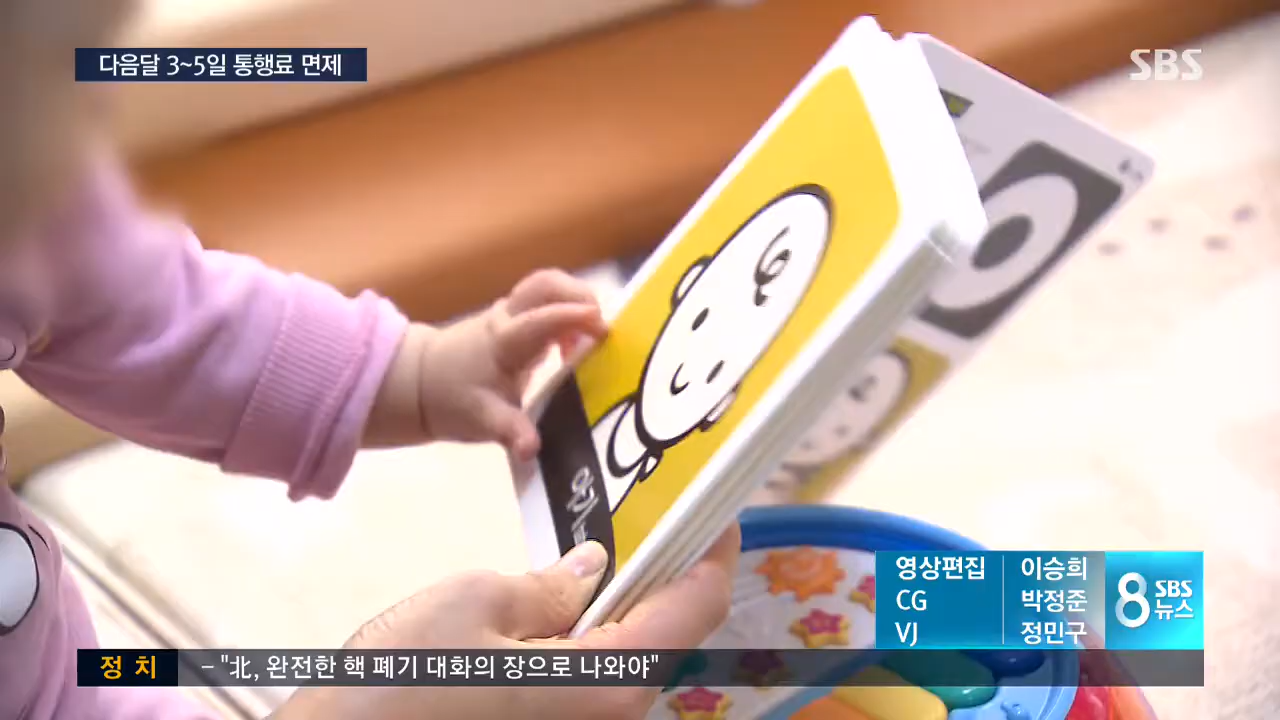 다음달 3~5일 통행료 면제
SBS
아기
영상편집 이승희
CG 박정준
VJ 정민구
8 SBS 뉴스
정치 - "北, 완전한 핵 폐기 대화의 장으로 나와야"